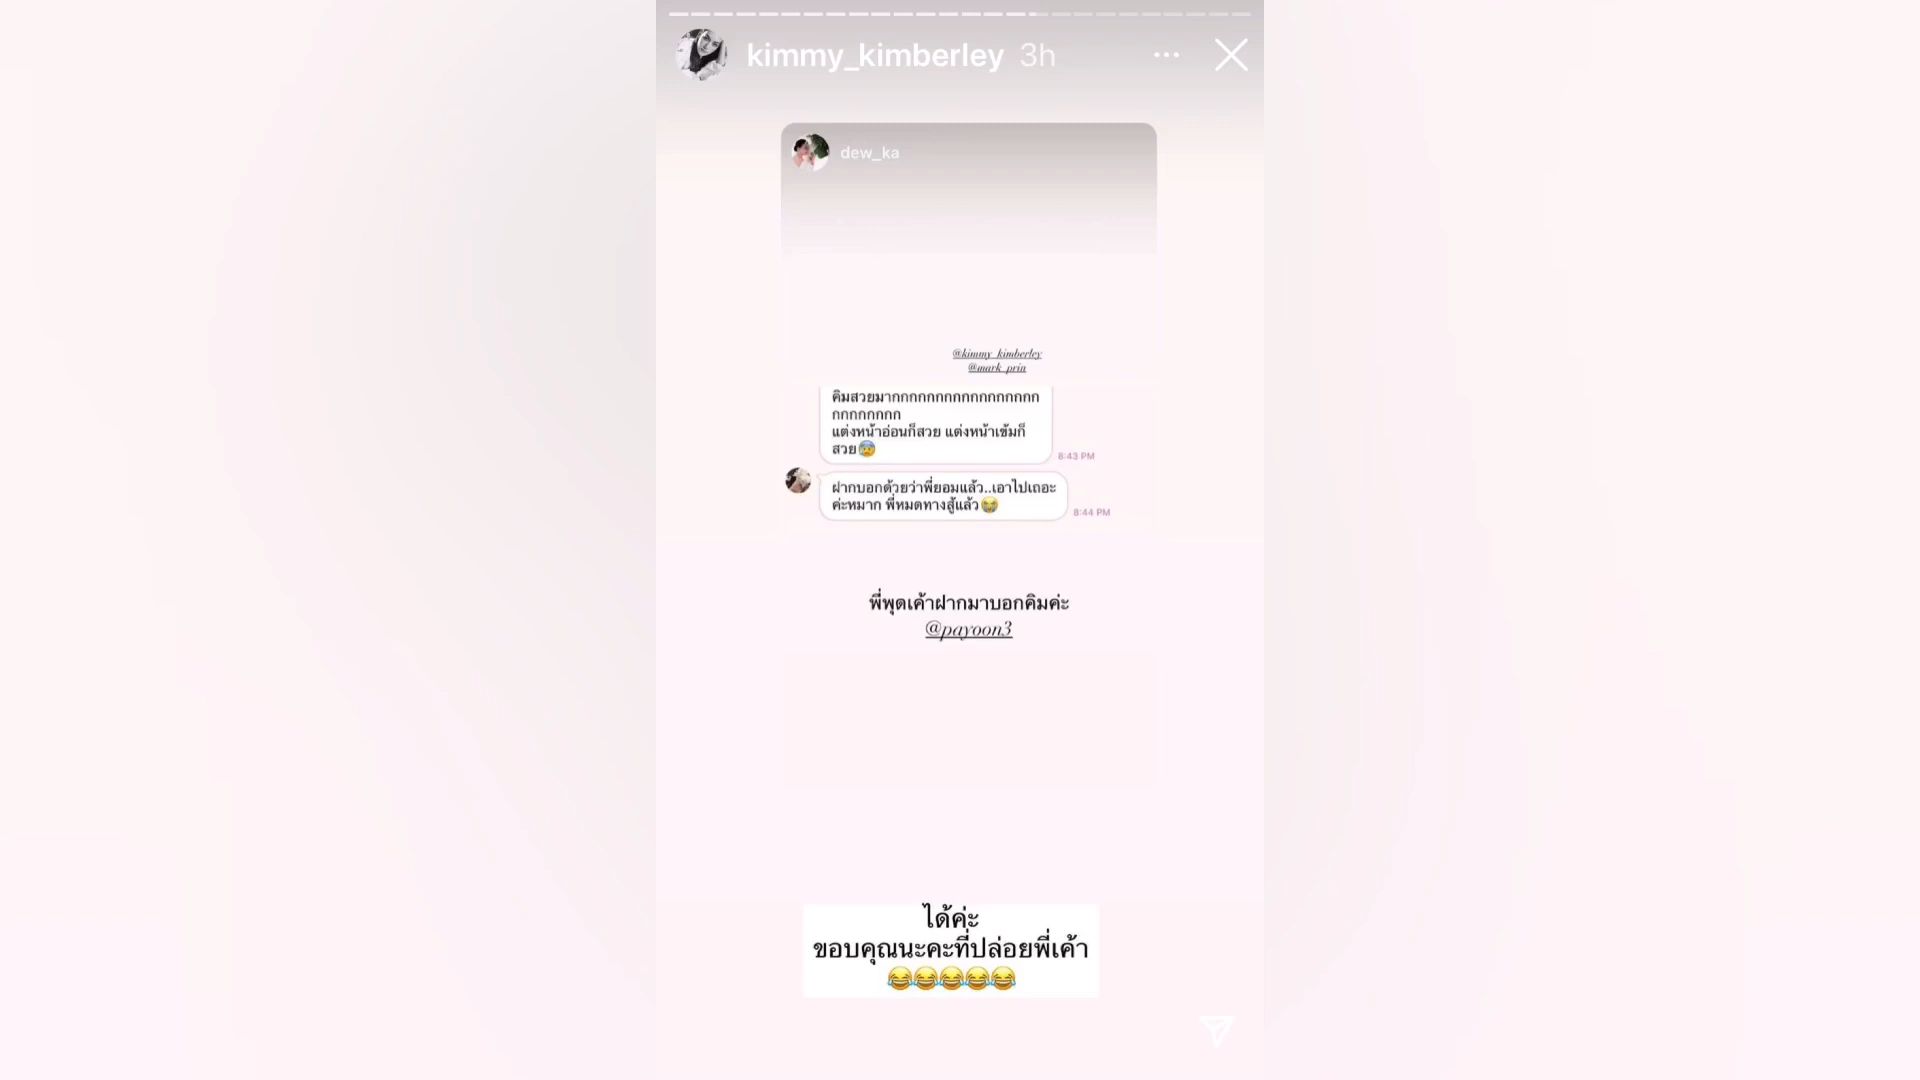 kimmy_kimberley 3h
dew_ka
@kimmy_kimberley
@mark_prin
คิมสวยมากกกกกกกกกกกกกกกกก
กกกกกกกกก
แต่งหน้าอ่อนก็สวย แต่งหน้าเข้มก็
สวย😰
8:43 PM
ฝากบอกด้วยว่าพี่ยอมแล้ว..เอาไปเถอะ
ค่ะหมาก พี่หมดทางสู้แล้ว😭
8:44 PM
พี่พุดเค้าฝากมาบอกคิมค่ะ
@payoon3
ได้ค่ะ
ขอบคุณนะคะที่ปล่อยพี่เค้า
😂😂😂😂😂